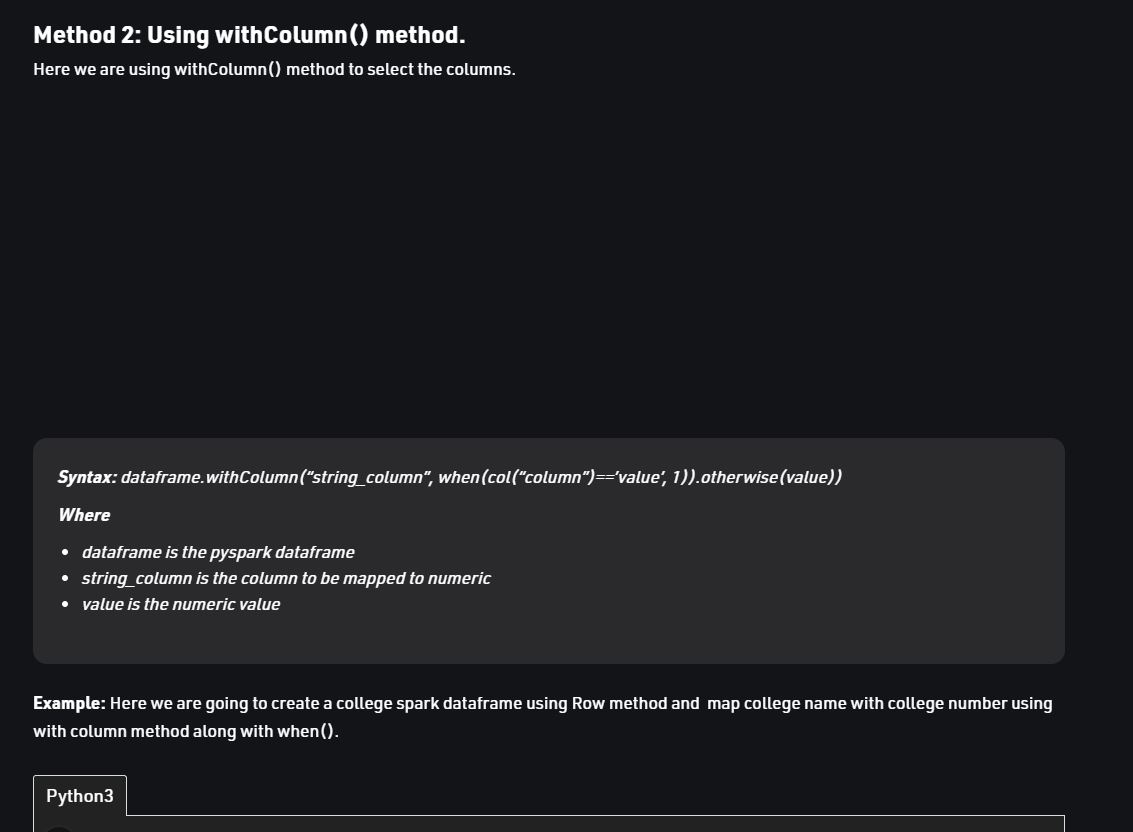 Method 2: Using withColumn() method.
Here we are using withColumn() method to select the columns.
Syntax: dataframe.withColumn(“string_column”, when(col(“column”)==’value’, 1)).otherwise(value))
Where
• dataframe is the pyspark dataframe
• string_column is the column to be mapped to numeric
• value is the numeric value
Example: Here we are going to create a college spark dataframe using Row method and  map college name with college number using
with column method along with when().
Python3